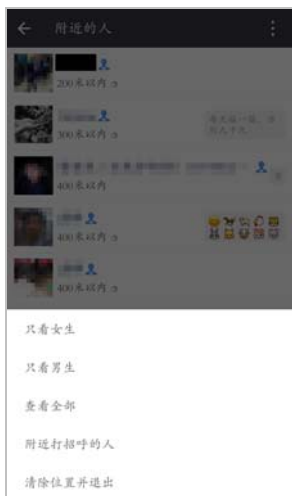 附近的人
200米以内
300米以内
400米以内
400米以内
400米以内
只看女生
只看男生
查看全部
附近打招呼的人
清除位置并退出